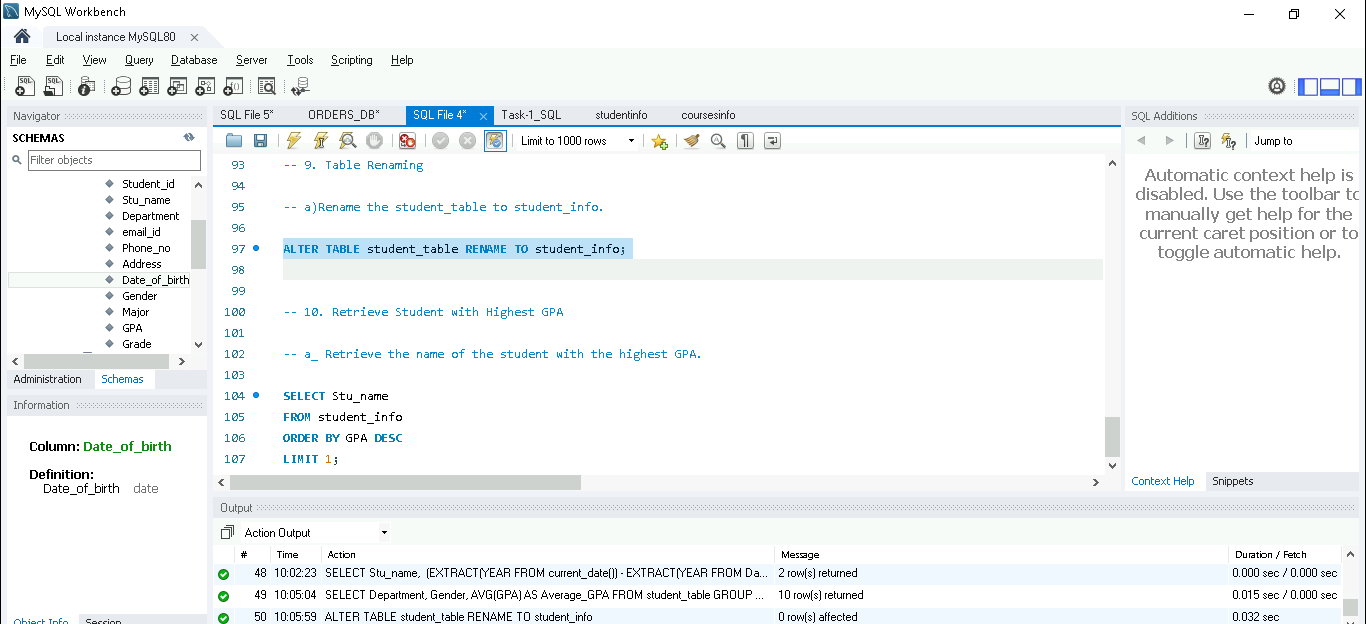 MySQL Workbench
Local instance MySQL80
File Edit View Query Database Server Tools Scripting Help
Navigator
SCHEMAS
Filter objects
Student_id
Stu_name
Department
email_id
Phone_no
Address
Date_of_birth
Gender
Major
GPA
Grade
Administration Schemas
Information
Column: Date_of_birth
Definition:
Date_of_birth date
Object Info Session
SQL File 5* ORDERS_DB* SQL File 4* Task-1_SQL studentinfo coursesinfo
Limit to 1000 rows
93 -- 9. Table Renaming
94
95 -- a)Rename the student_table to student_info.
96
97 ALTER TABLE student_table RENAME TO student_info;
98
99
100 -- 10. Retrieve Student with Highest GPA
101
102 -- a_ Retrieve the name of the student with the highest GPA.
103
104 SELECT Stu_name
105 FROM student_info
106 ORDER BY GPA DESC
107 LIMIT 1;
SQL Additions
Jump to
Automatic context help is
disabled. Use the toolbar to
manually get help for the
current caret position or to
toggle automatic help.
Context Help Snippets
Output
Action Output
# Time Action Message Duration / Fetch
48 10:02:23 SELECT Stu_name, (EXTRACT(YEAR FROM current_date()) - EXTRACT(YEAR FROM Da... 2 row(s) returned 0.000 sec / 0.000 sec
49 10:05:04 SELECT Department, Gender, AVG(GPA) AS Average_GPA FROM student_table GROUP ... 10 row(s) returned 0.015 sec / 0.000 sec
50 10:05:59 ALTER TABLE student_table RENAME TO student_info 0 row(s) affected 0.032 sec